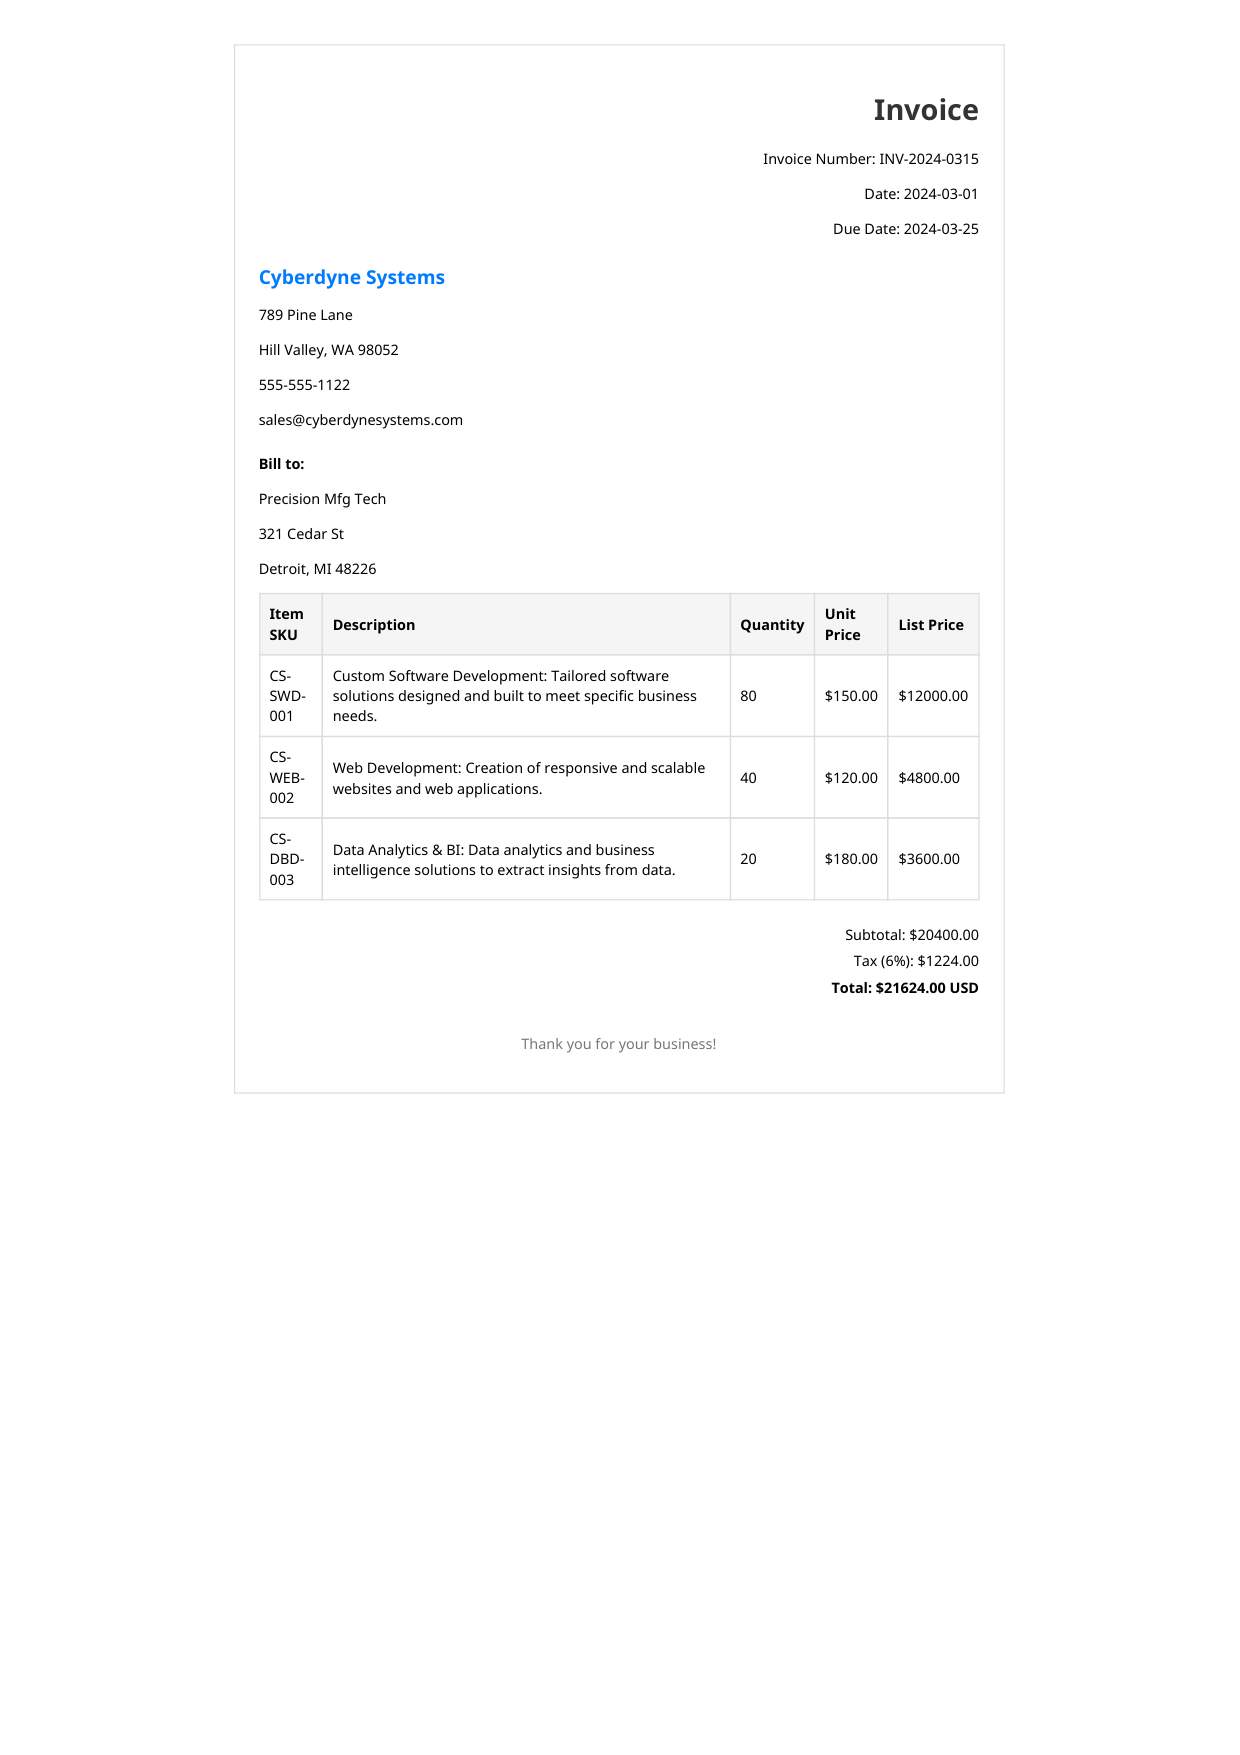 Invoice
Invoice Number: INV-2024-0315
Date: 2024-03-01
Due Date: 2024-03-25
Cyberdyne Systems
789 Pine Lane
Hill Valley, WA 98052
555-555-1122
sales@cyberdynesystems.com
Bill to:
Precision Mfg Tech
321 Cedar St
Detroit, MI 48226
Item SKU
Description
Quantity
Unit Price
List Price
CS-
SWD-
001
Custom Software Development: Tailored software
solutions designed and built to meet specific business
needs.
80
$150.00
$12000.00
CS-
WEB-
002
Web Development: Creation of responsive and scalable
websites and web applications.
40
$120.00
$4800.00
CS-
DBD-
003
Data Analytics & BI: Data analytics and business
intelligence solutions to extract insights from data.
20
$180.00
$3600.00
Subtotal: $20400.00
Tax (6%): $1224.00
Total: $21624.00 USD
Thank you for your business!